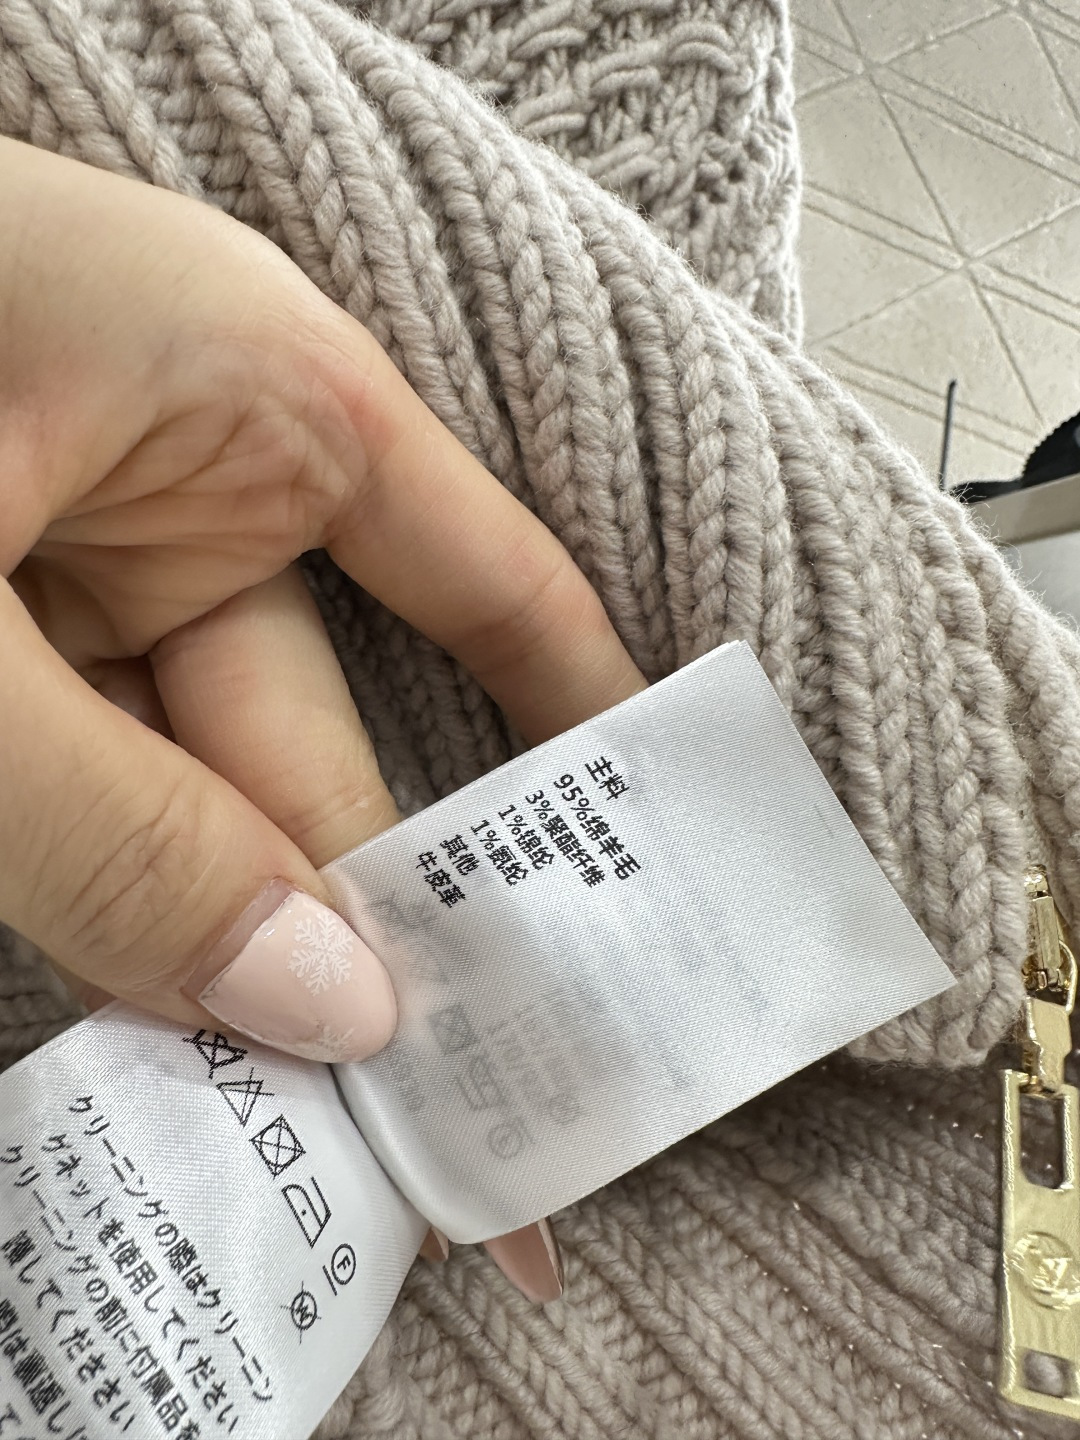 主料
95%绵羊毛
3%聚酯纤维
1%锦纶
1%氨纶
其他
牛皮革
クリーニングの際はクリーニン
グネットを使用してください
クリーニングの前に付属品を
離してください